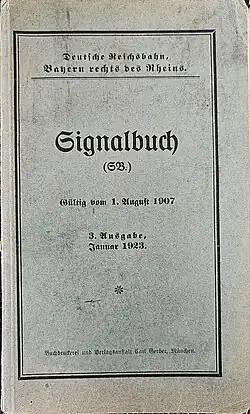 Deutsche Reichsbahn,
Bayern rechts des Rheins.
Signalbuch
(SB.)
Gültig vom 1. August 1907
3. Ausgabe,
Januar 1923.
Buchdruckerei und Verlagsanstalt Carl Gerber, München.